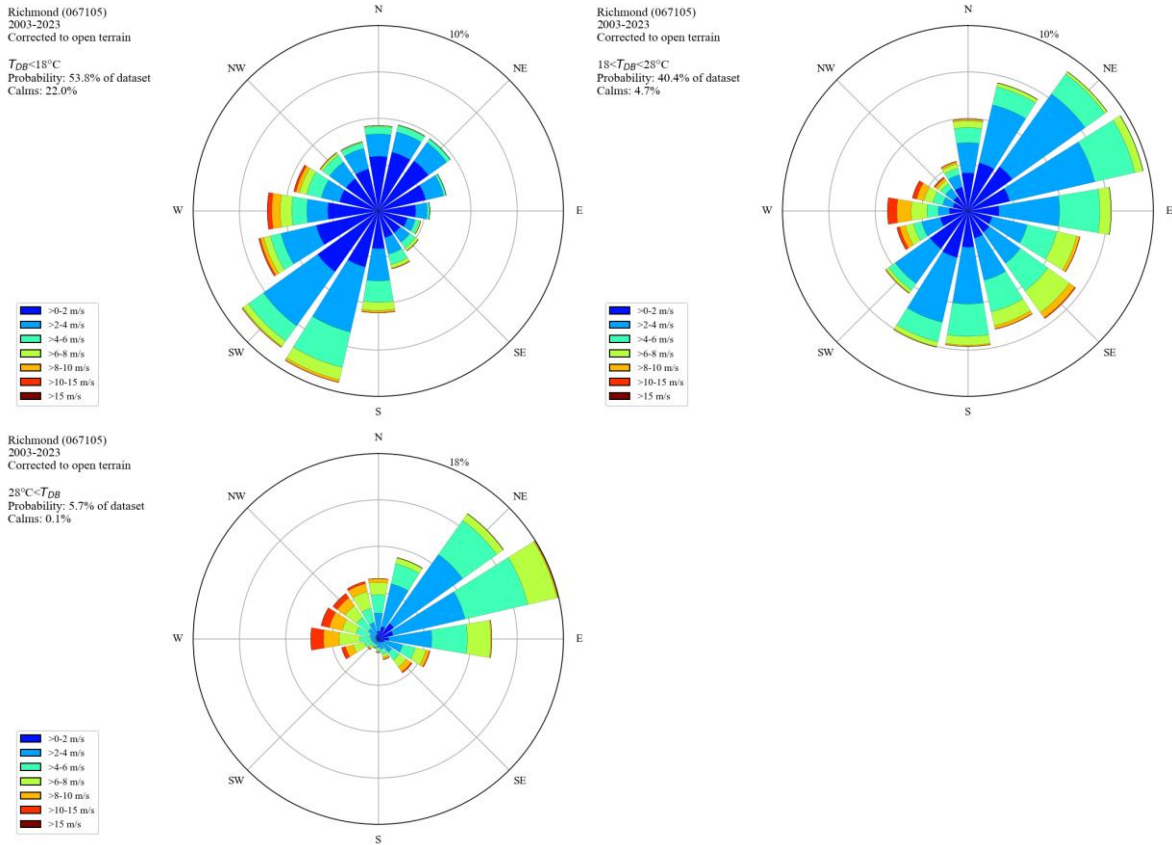 Richmond (067105)
2003-2023
Corrected to open terrain
T_DB<18°C
Probability: 53.8% of dataset
Calms: 22.0%
N
10%
NE
E
SE
S
SW
W
NW
>0-2 m/s
>2-4 m/s
>4-6 m/s
>6-8 m/s
>8-10 m/s
>10-15 m/s
>15 m/s
Richmond (067105)
2003-2023
Corrected to open terrain
18<T_DB<28°C
Probability: 40.4% of dataset
Calms: 4.7%
N
10%
NE
E
SE
S
SW
W
NW
>0-2 m/s
>2-4 m/s
>4-6 m/s
>6-8 m/s
>8-10 m/s
>10-15 m/s
>15 m/s
Richmond (067105)
2003-2023
Corrected to open terrain
28°C<T_DB
Probability: 5.7% of dataset
Calms: 0.1%
N
18%
NE
E
SE
S
SW
W
NW
>0-2 m/s
>2-4 m/s
>4-6 m/s
>6-8 m/s
>8-10 m/s
>10-15 m/s
>15 m/s